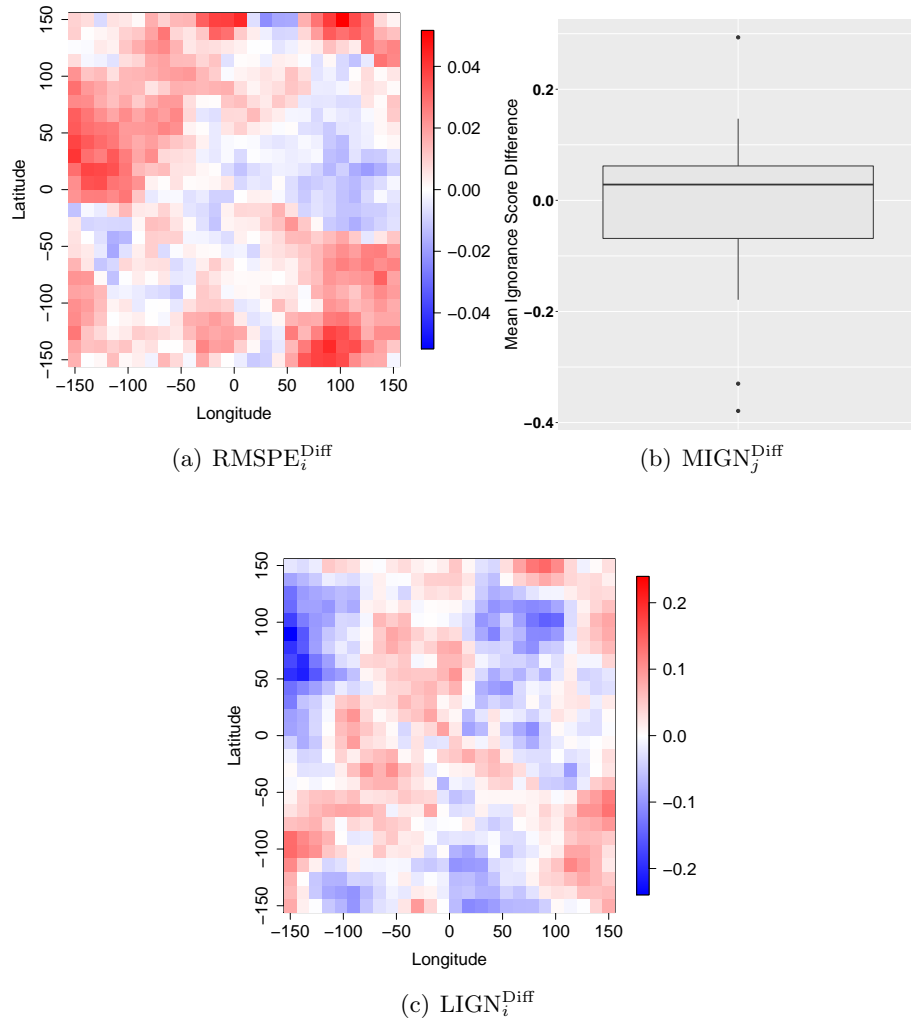 150
100
50
0
−50
−100
−150
Latitude
−150 −100 −50 0 50 100 150
Longitude
0.04
0.02
0.00
−0.02
−0.04
(a) RMSPE_i^Diff
0.2
0.0
−0.2
−0.4
Mean Ignorance Score DIfference
(b) MIGN_j^Diff
150
100
50
0
−50
−100
−150
Latitude
−150 −100 −50 0 50 100 150
Longitude
0.2
0.1
0.0
−0.1
−0.2
(c) LIGN_i^Diff